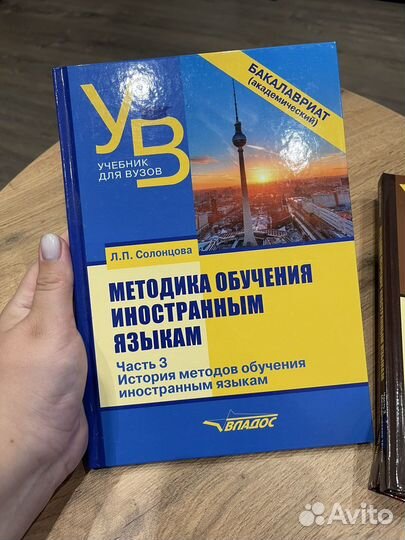 УВ
УЧЕБНИК
ДЛЯ ВУЗОВ
БАКАЛАВРИАТ
(академический)
Л.П. Солонцова
МЕТОДИКА ОБУЧЕНИЯ
ИНОСТРАННЫМ
ЯЗЫКАМ
Часть 3
История методов обучения
иностранным языкам
ВЛАДОС
Avito